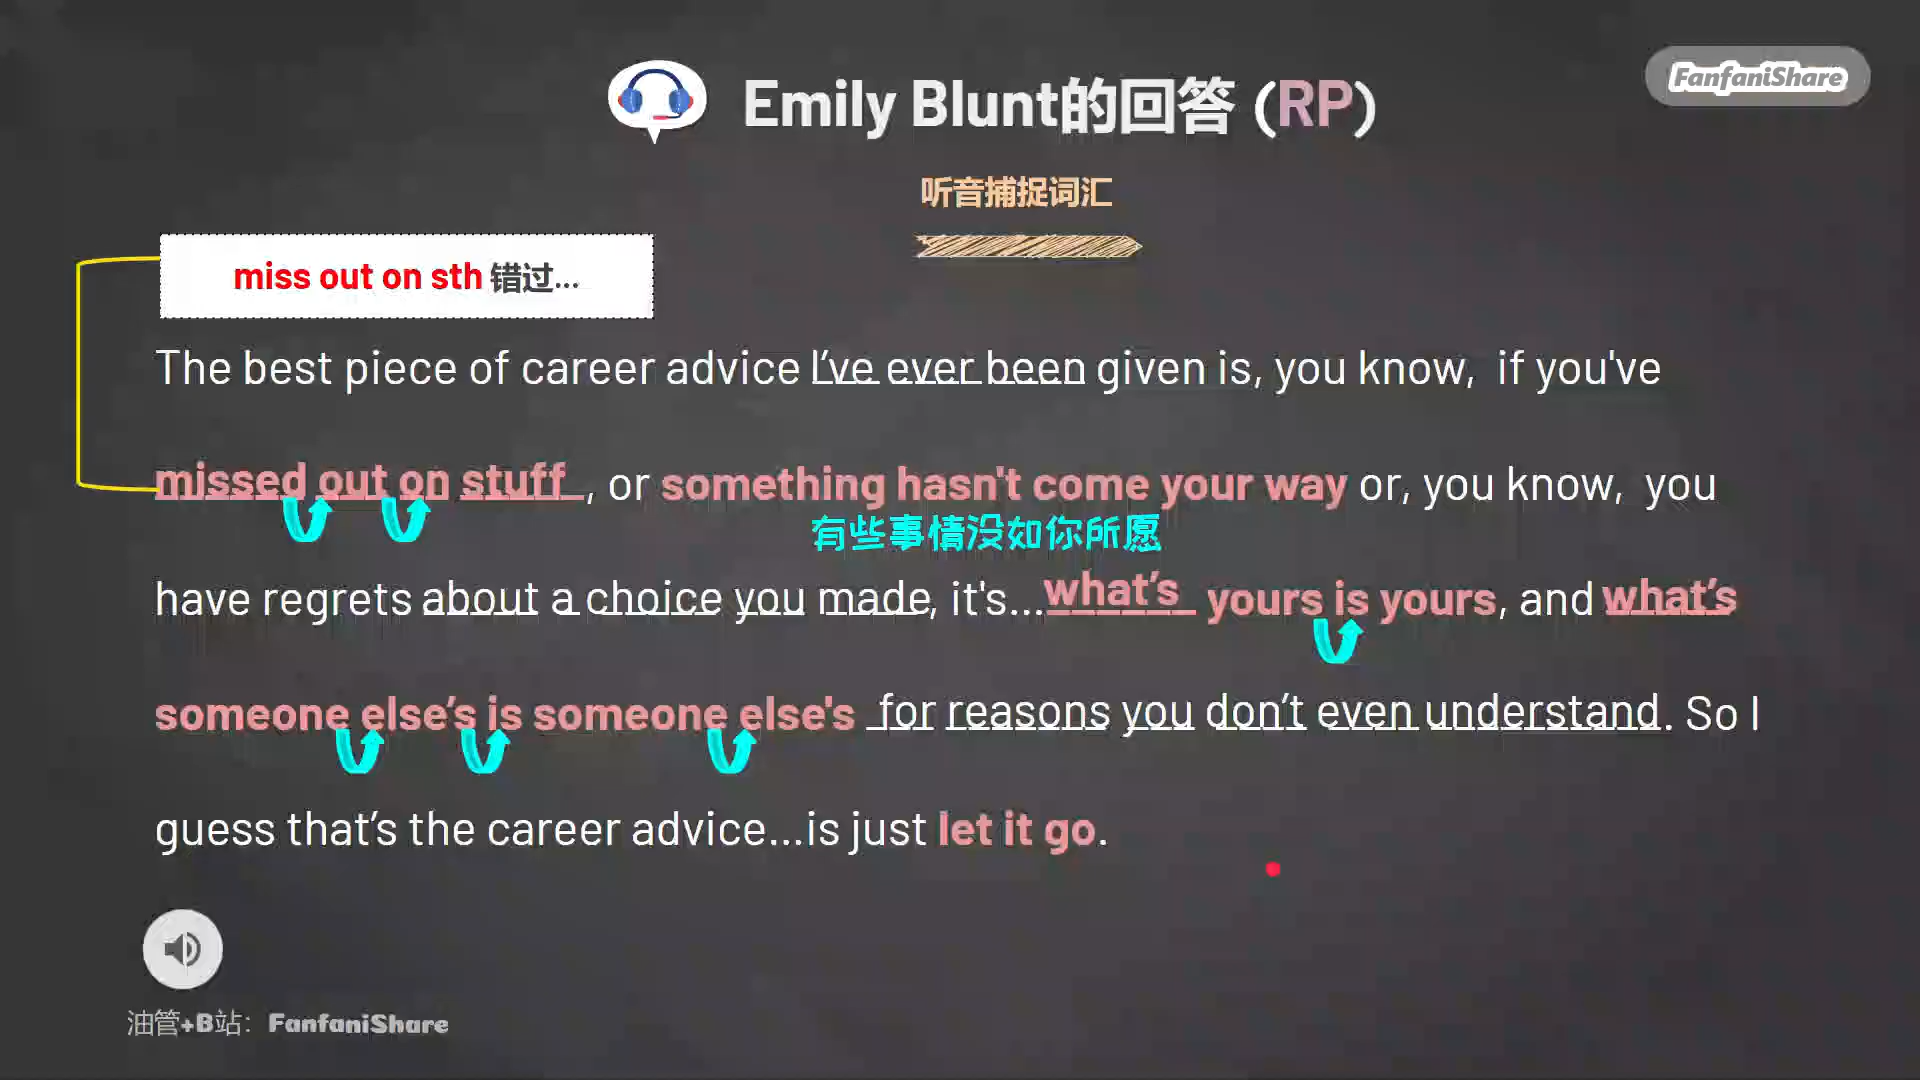 Emily Blunt的回答 (RP)
FanfaniShare
听音捕捉词汇
miss out on sth 错过...
The best piece of career advice I’ve ever been given is, you know, if you've
missed out on stuff , or something hasn't come your way or, you know, you
有些事情没如你所愿
have regrets about a choice you made, it's...what’s yours is yours, and what’s
someone else’s is someone else's for reasons you don’t even understand. So I
guess that’s the career advice...is just let it go.
油管+B站：FanfaniShare